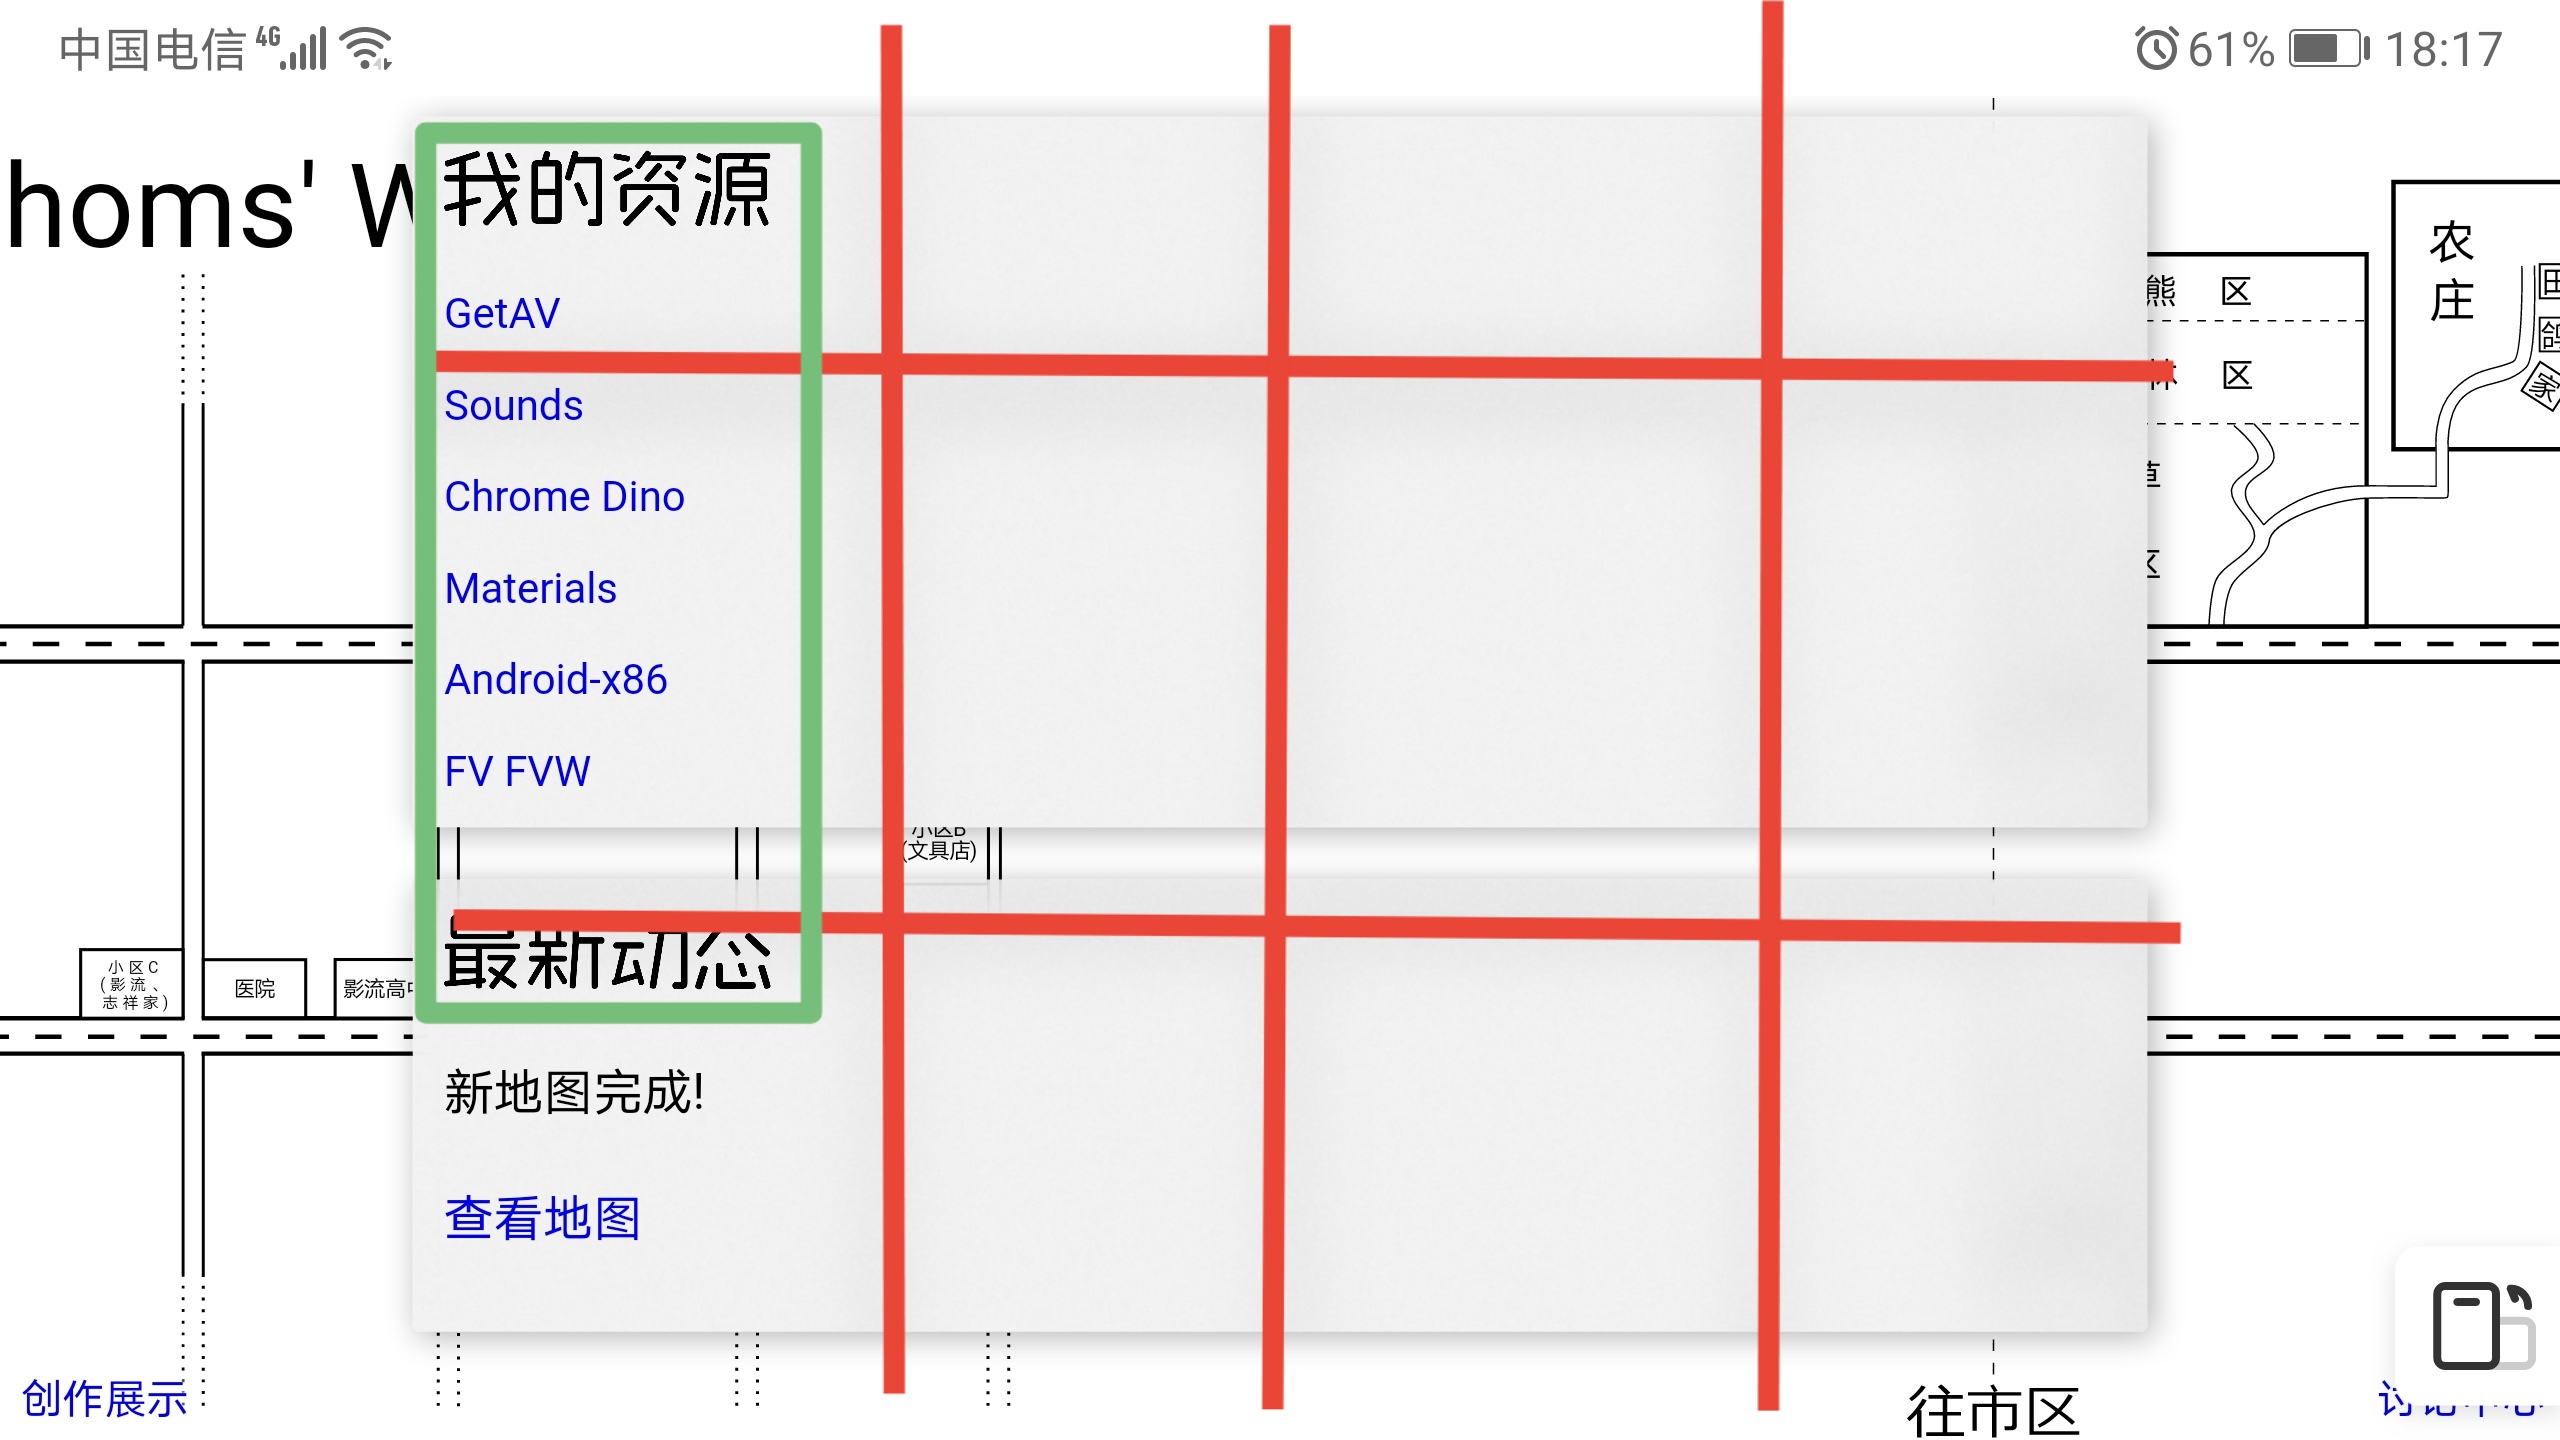 中国电信 4G 61% 18:17
homs'
我的资源
GetAV
Sounds
Chrome Dino
Materials
Android-x86
FV FVW
最新动态
新地图完成!
查看地图
农庄
熊 区
区
小区B
(文具店)
小区C
(影流、
志祥家)
医院
影流高
创作展示
往市区